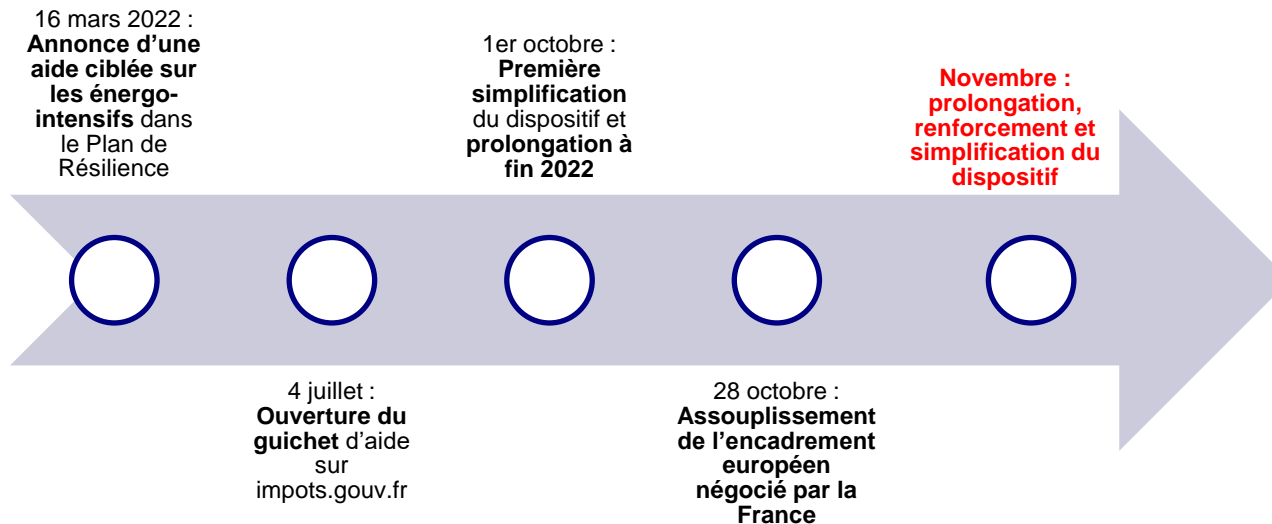 16 mars 2022 :
Annonce d’une
aide ciblée sur
les énergo-
intensifs dans
le Plan de
Résilience
4 juillet :
Ouverture du
guichet d’aide
sur
impots.gouv.fr
1er octobre :
Première
simplification
du dispositif et
prolongation à
fin 2022
28 octobre :
Assouplissement
de l’encadrement
européen
négocié par la
France
Novembre :
prolongation,
renforcement et
simplification du
dispositif